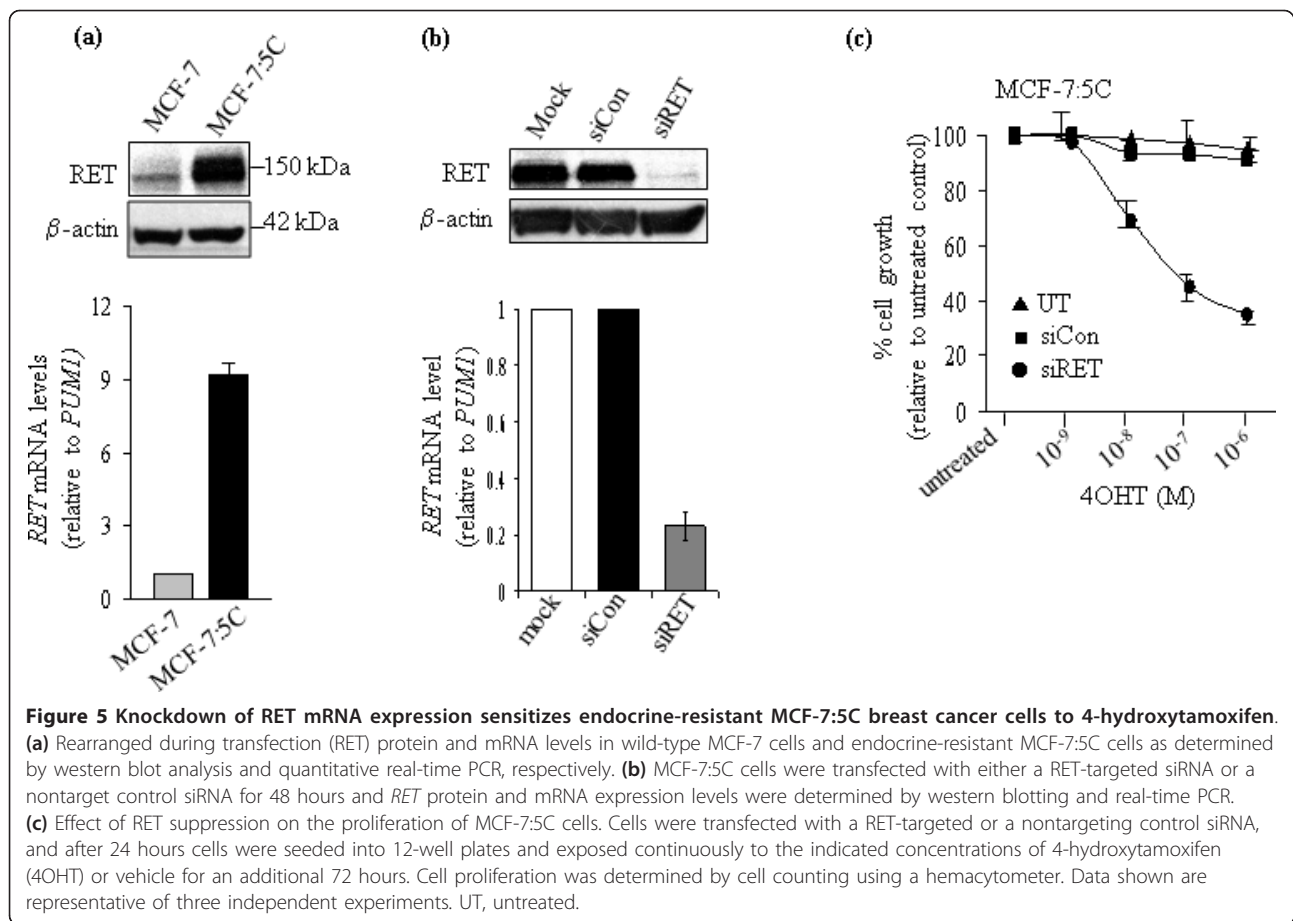 (a)
MCF-7
MCF-7:5C
RET
150 kDa
β-actin
42 kDa
RET mRNA levels
(relative to PUM1)
12
9
6
3
0
MCF-7
MCF-7:5C
(b)
Mock
siCon
siRET
RET
β-actin
RET mRNA level
(relative to PUM1)
1
0.8
0.6
0.4
0.2
0
mock
siCon
siRET
(c)
MCF-7:5C
% cell growth
(relative to untreated control)
100
80
60
40
20
0
UT
siCon
siRET
untreated
10⁻⁹
10⁻⁸
10⁻⁷
10⁻⁶
4OHT (M)
Figure 5 Knockdown of RET mRNA expression sensitizes endocrine-resistant MCF-7:5C breast cancer cells to 4-hydroxytamoxifen.
(a) Rearranged during transfection (RET) protein and mRNA levels in wild-type MCF-7 cells and endocrine-resistant MCF-7:5C cells as determined
by western blot analysis and quantitative real-time PCR, respectively. (b) MCF-7:5C cells were transfected with either a RET-targeted siRNA or a
nontarget control siRNA for 48 hours and RET protein and mRNA expression levels were determined by western blotting and real-time PCR.
(c) Effect of RET suppression on the proliferation of MCF-7:5C cells. Cells were transfected with a RET-targeted or a nontargeting control siRNA,
and after 24 hours cells were seeded into 12-well plates and exposed continuously to the indicated concentrations of 4-hydroxytamoxifen
(4OHT) or vehicle for an additional 72 hours. Cell proliferation was determined by cell counting using a hemacytometer. Data shown are
representative of three independent experiments. UT, untreated.